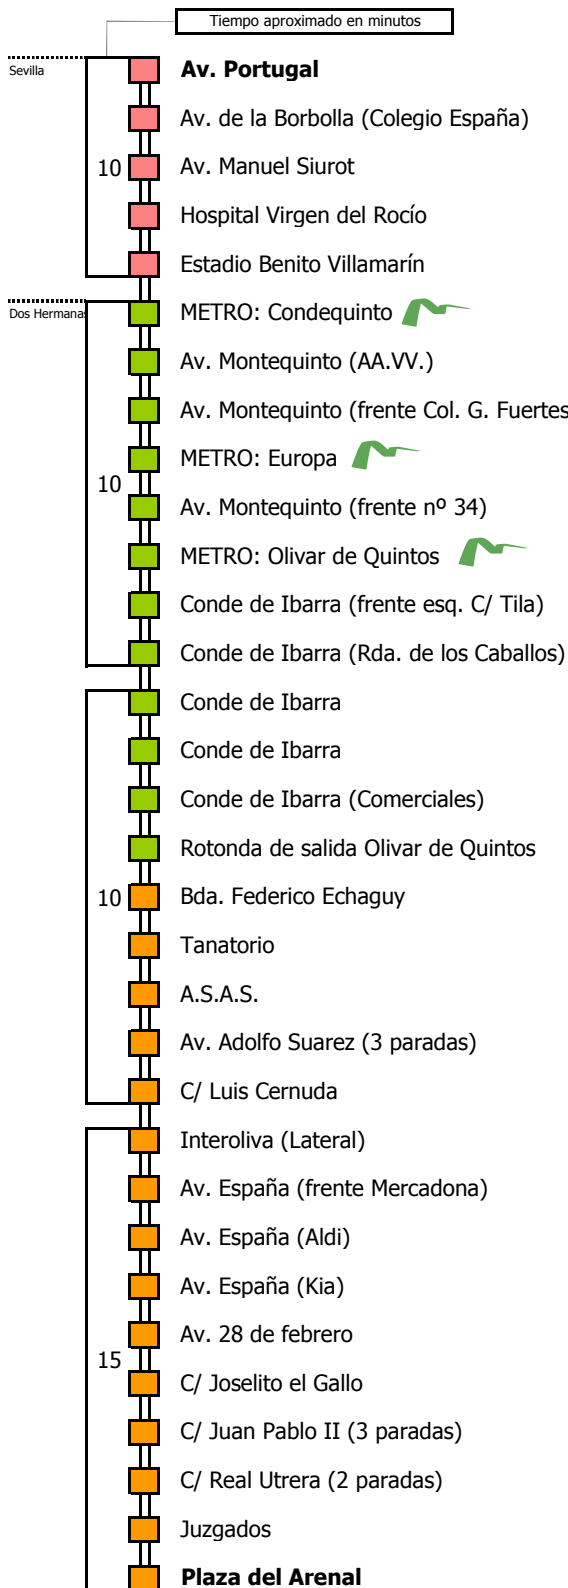 Tiempo aproximado en minutos
Sevilla
Av. Portugal
Av. de la Borbolla (Colegio España)
10
Av. Manuel Siurot
Hospital Virgen del Rocío
Estadio Benito Villamarín
Dos Hermanas
METRO: Condequinto
Av. Montequinto (AA.VV.)
Av. Montequinto (frente Col. G. Fuertes
METRO: Europa
10
Av. Montequinto (frente nº 34)
METRO: Olivar de Quintos
Conde de Ibarra (frente esq. C/ Tila)
Conde de Ibarra (Rda. de los Caballos)
Conde de Ibarra
Conde de Ibarra
Conde de Ibarra (Comerciales)
Rotonda de salida Olivar de Quintos
10
Bda. Federico Echaguy
Tanatorio
A.S.A.S.
Av. Adolfo Suarez (3 paradas)
C/ Luis Cernuda
Interoliva (Lateral)
Av. España (frente Mercadona)
Av. España (Aldi)
Av. España (Kia)
Av. 28 de febrero
15
C/ Joselito el Gallo
C/ Juan Pablo II (3 paradas)
C/ Real Utrera (2 paradas)
Juzgados
Plaza del Arenal